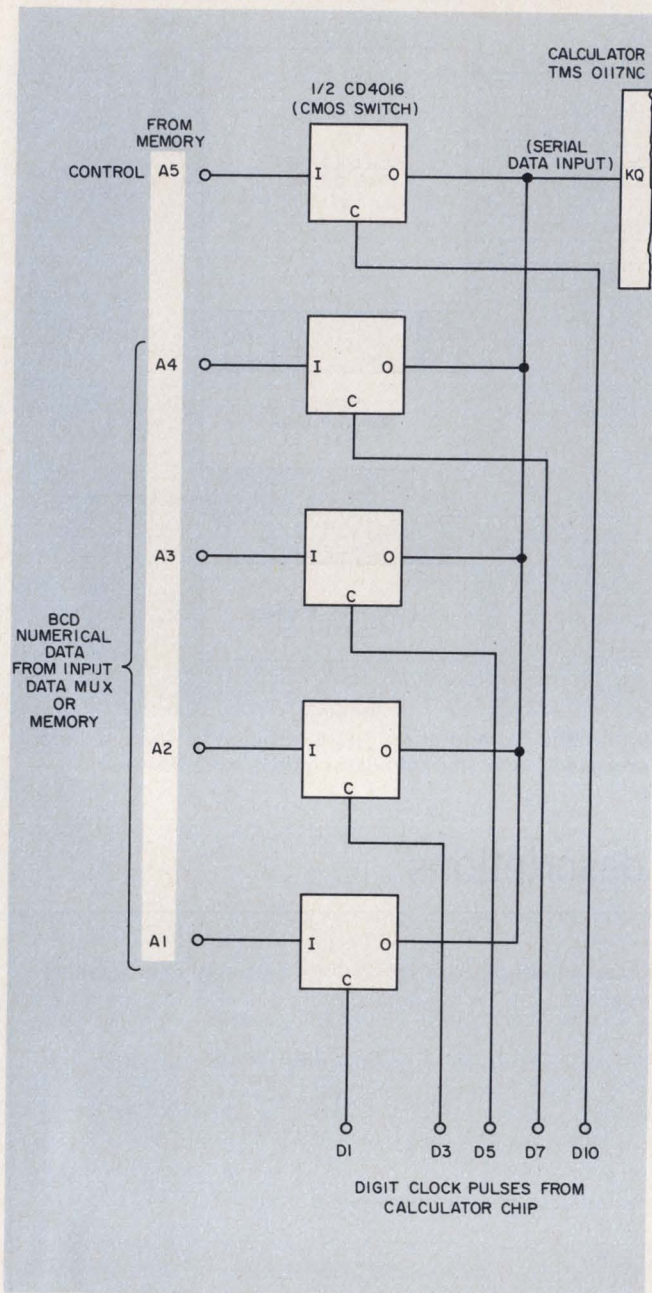 CALCULATOR
TMS 0117NC
1/2 CD4016
(CMOS SWITCH)
FROM
MEMORY
(SERIAL
DATA INPUT)
CONTROL A5
I O
C
KQ
A4
I O
C
A3
I O
C
BCD
NUMERICAL
DATA
FROM INPUT
DATA MUX
OR
MEMORY
A2
I O
C
A1
I O
C
D1 D3 D5 D7 D10
DIGIT CLOCK PULSES FROM
CALCULATOR CHIP